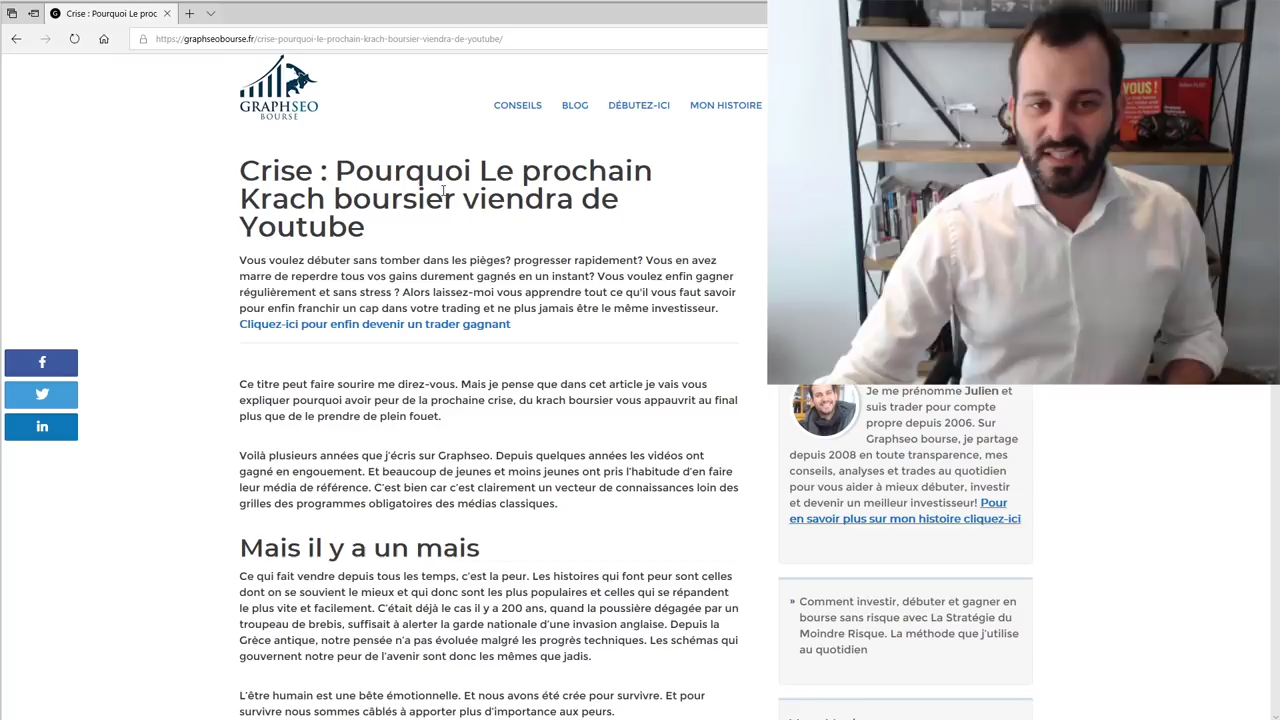 Crise : Pourquoi Le proc
https://graphseobourse.fr/crise-pourquoi-le-prochain-krach-boursier-viendra-de-youtube/
GRAPHSEO
BOURSE
CONSEILS
BLOG
DÉBUTEZ-ICI
MON HISTOIRE
VOUS !
Crise : Pourquoi Le prochain
Krach boursier viendra de
Youtube
Vous voulez débuter sans tomber dans les pièges? progresser rapidement? Vous en avez
marre de reperdre tous vos gains durement gagnés en un instant? Vous voulez enfin gagner
régulièrement et sans stress ? Alors laissez-moi vous apprendre tout ce qu'il vous faut savoir
pour enfin franchir un cap dans votre trading et ne plus jamais être le même investisseur.
Cliquez-ici pour enfin devenir un trader gagnant
f
in
Ce titre peut faire sourire me direz-vous. Mais je pense que dans cet article je vais vous
expliquer pourquoi avoir peur de la prochaine crise, du krach boursier vous appauvrit au final
plus que de le prendre de plein fouet.
Voilà plusieurs années que j'écris sur Graphseo. Depuis quelques années les vidéos ont
gagné en engouement. Et beaucoup de jeunes et moins jeunes ont pris l'habitude d'en faire
leur média de référence. C'est bien car c'est clairement un vecteur de connaissances loin des
grilles des programmes obligatoires des médias classiques.
Mais il y a un mais
Ce qui fait vendre depuis tous les temps, c'est la peur. Les histoires qui font peur sont celles
dont on se souvient le mieux et qui donc sont les plus populaires et celles qui se répandent
le plus vite et facilement. C'était déjà le cas il y a 200 ans, quand la poussière dégagée par un
troupeau de brebis, suffisait à alerter la garde nationale d'une invasion anglaise. Depuis la
Grèce antique, notre pensée n'a pas évoluée malgré les progrès techniques. Les schémas qui
gouvernent notre peur de l'avenir sont donc les mêmes que jadis.
L'être humain est une bête émotionnelle. Et nous avons été crée pour survivre. Et pour
survivre nous sommes câblés à apporter plus d'importance aux peurs.
Je me prénomme Julien et
suis trader pour compte
propre depuis 2006. Sur
Graphseo bourse, je partage
depuis 2008 en toute transparence, mes
conseils, analyses et trades au quotidien
pour vous aider à mieux débuter, investir
et devenir un meilleur investisseur! Pour
en savoir plus sur mon histoire cliquez-ici
» Comment investir, débuter et gagner en
bourse sans risque avec La Stratégie du
Moindre Risque. La méthode que j'utilise
au quotidien